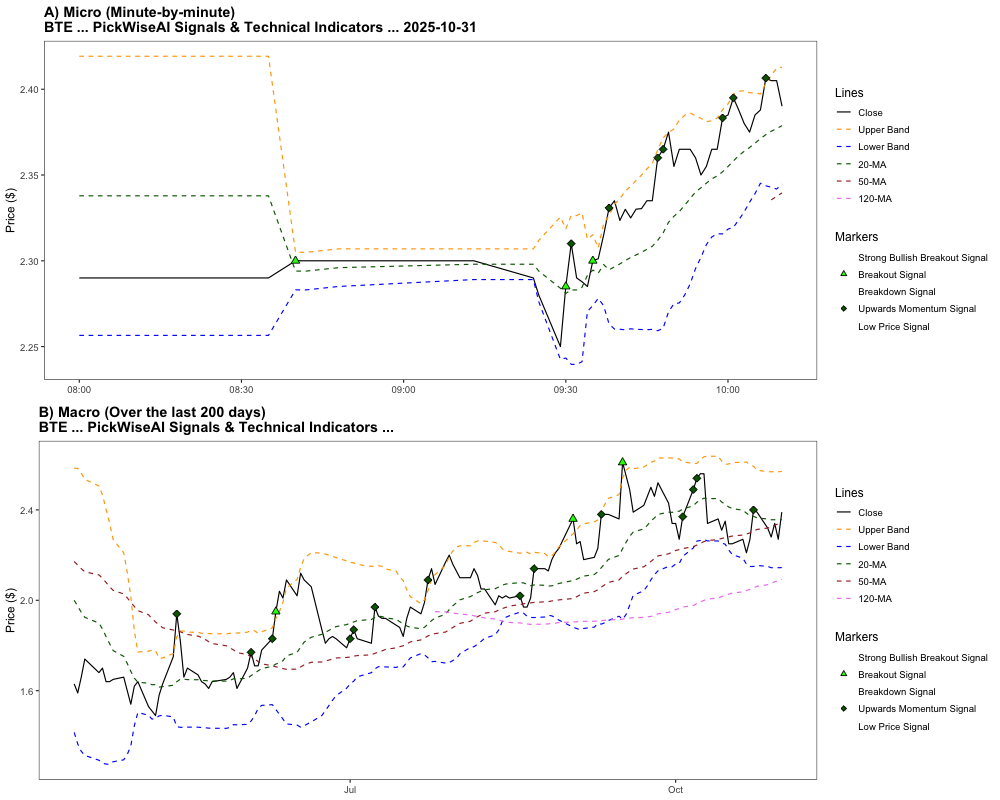 A) Micro (Minute-by-minute)
BTE ... PickWiseAI Signals & Technical Indicators ... 2025-10-31
Price ($)
2.40
2.35
2.30
2.25
08:00
08:30
09:00
09:30
10:00
Lines
Close
Upper Band
Lower Band
20-MA
50-MA
120-MA
Markers
Strong Bullish Breakout Signal
Breakout Signal
Breakdown Signal
Upwards Momentum Signal
Low Price Signal
B) Macro (Over the last 200 days)
BTE ... PickWiseAI Signals & Technical Indicators ...
Price ($)
2.4
2.0
1.6
Jul
Oct
Lines
Close
Upper Band
Lower Band
20-MA
50-MA
120-MA
Markers
Strong Bullish Breakout Signal
Breakout Signal
Breakdown Signal
Upwards Momentum Signal
Low Price Signal